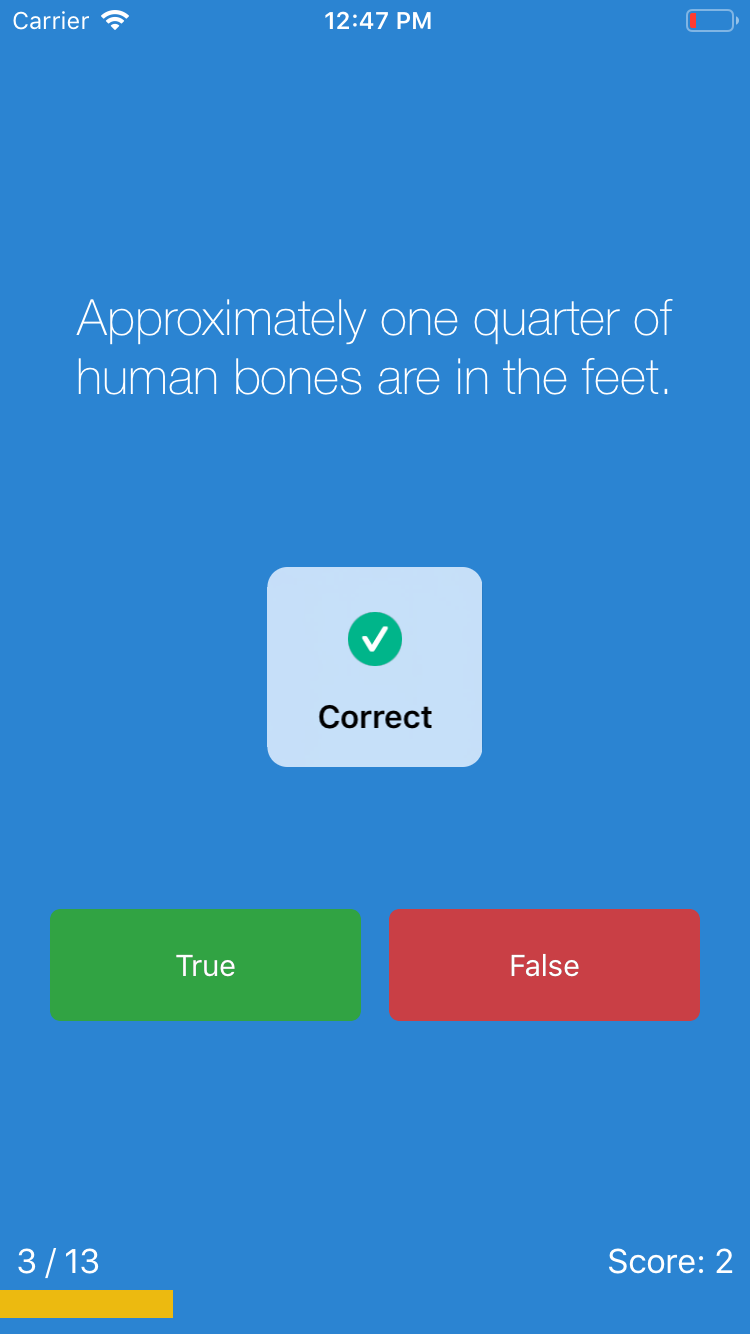 Carrier 12:47 PM
Approximately one quarter of
human bones are in the feet.
Correct
True False
3 / 13 Score: 2